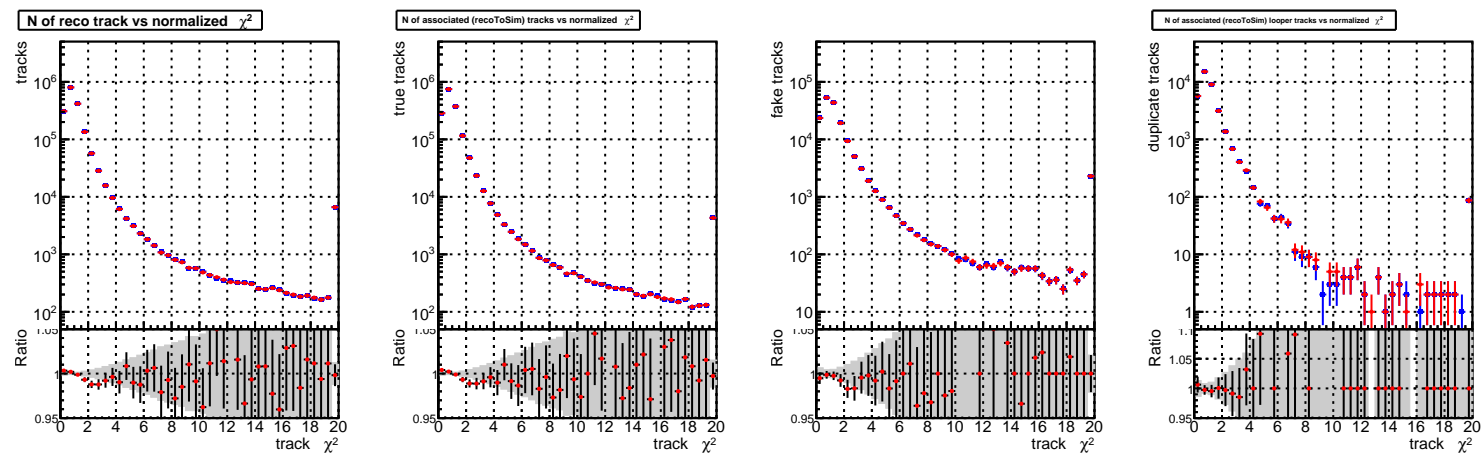 N of reco track vs normalized χ²
tracks
10⁶
10⁵
10⁴
10³
10²
Ratio
1.05
1
0.95
0 2 4 6 8 10 12 14 16 18 20
track χ²
N of associated (recoToSim) tracks vs normalized χ²
true tracks
10⁶
10⁵
10⁴
10³
10²
Ratio
1.05
1
0.95
0 2 4 6 8 10 12 14 16 18 20
track χ²
fake tracks
10⁵
10⁴
10³
10²
10
Ratio
1.05
1
0.95
0 2 4 6 8 10 12 14 16 18 20
track χ²
N of associated (recoToSim) looper tracks vs normalized χ²
duplicate tracks
10⁴
10³
10²
10
1
Ratio
1.1
1.05
1
0.95
0 2 4 6 8 10 12 14 16 18 20
track χ²